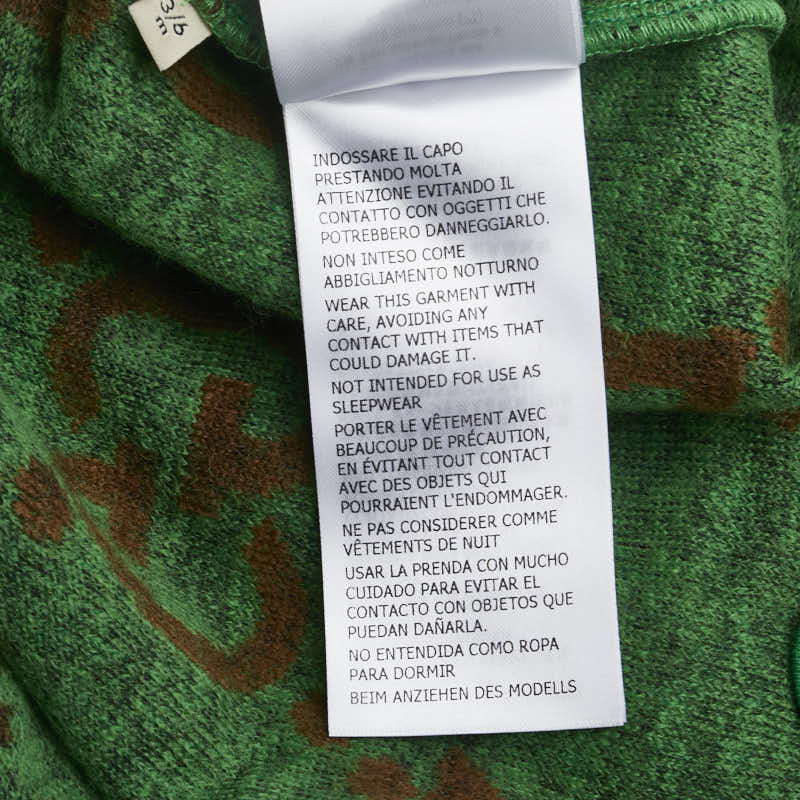 3/6
m
INDOSSARE IL CAPO
PRESTANDO MOLTA
ATTENZIONE EVITANDO IL
CONTATTO CON OGGETTI CHE
POTREBBERO DANNEGGIARLO.
NON INTESO COME
ABBIGLIAMENTO NOTTURNO
WEAR THIS GARMENT WITH
CARE, AVOIDING ANY
CONTACT WITH ITEMS THAT
COULD DAMAGE IT.
NOT INTENDED FOR USE AS
SLEEPWEAR
PORTER LE VÊTEMENT AVEC
BEAUCOUP DE PRÉCAUTION,
EN ÉVITANT TOUT CONTACT
AVEC DES OBJETS QUI
POURRAIENT L'ENDOMMAGER.
NE PAS CONSIDERER COMME
VÊTEMENTS DE NUIT
USAR LA PRENDA CON MUCHO
CUIDADO PARA EVITAR EL
CONTACTO CON OBJETOS QUE
PUEDAN DAÑARLA.
NO ENTENDIDA COMO ROPA
PARA DORMIR
BEIM ANZIEHEN DES MODELLS